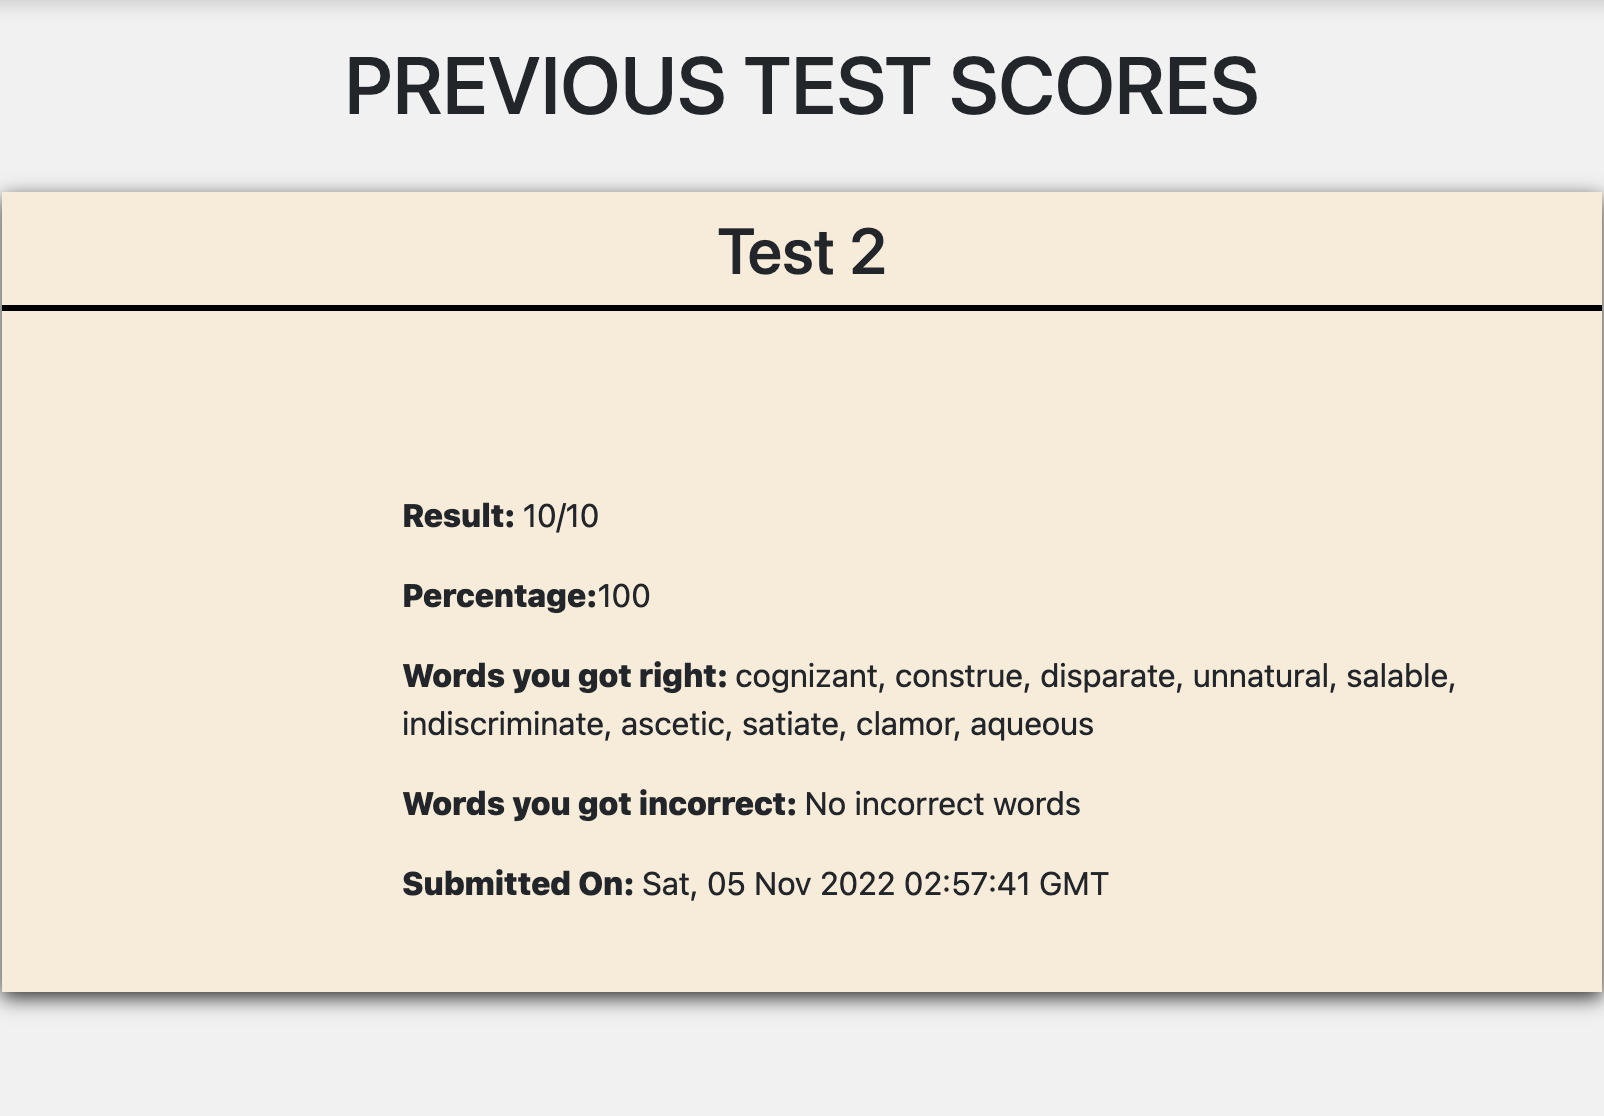 PREVIOUS TEST SCORES
Test 2
Result: 10/10
Percentage:100
Words you got right: cognizant, construe, disparate, unnatural, salable,
indiscriminate, ascetic, satiate, clamor, aqueous
Words you got incorrect: No incorrect words
Submitted On: Sat, 05 Nov 2022 02:57:41 GMT